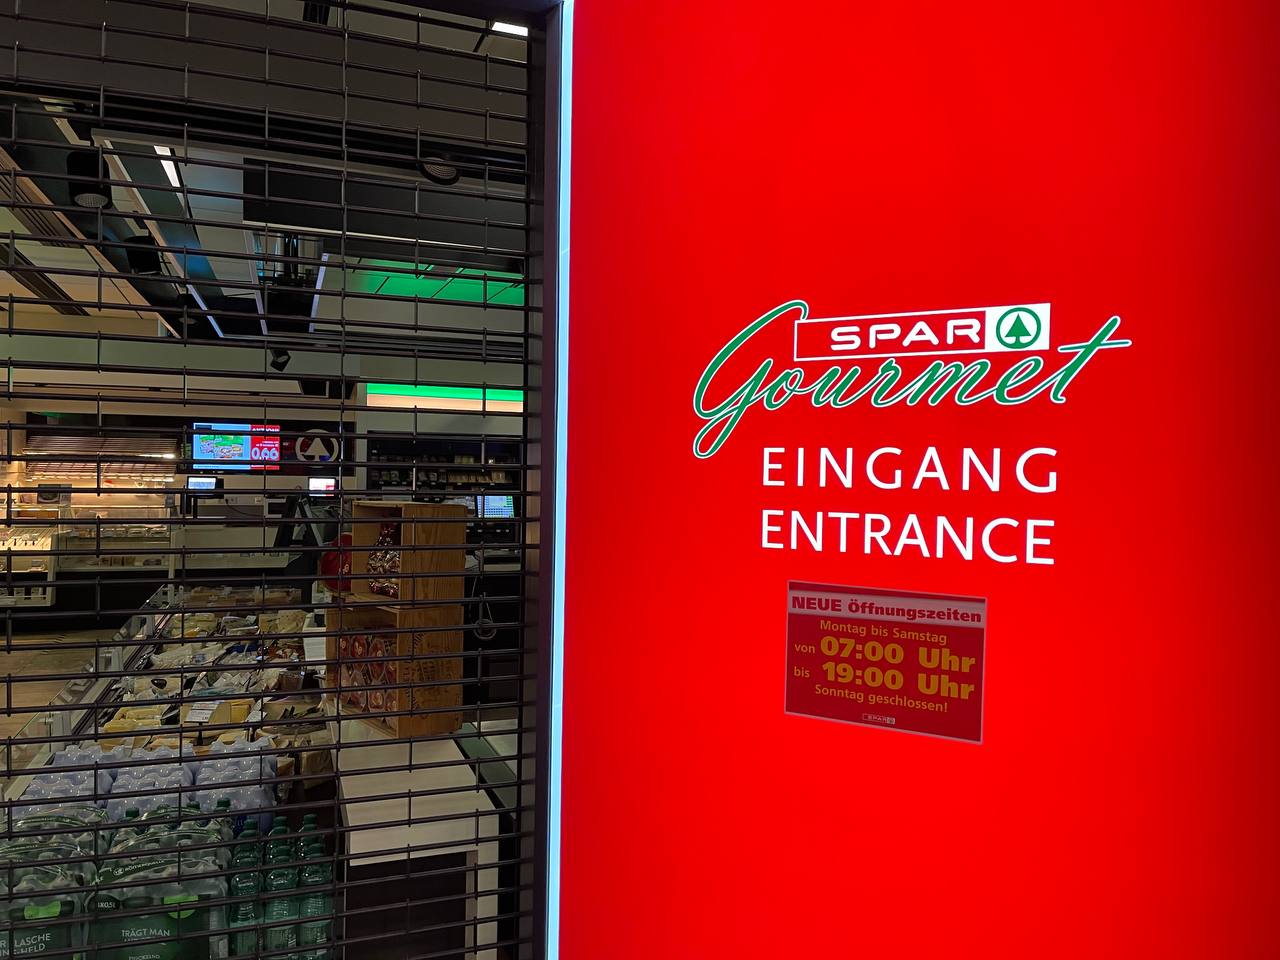 SPAR
Gourmet
EINGANG
ENTRANCE
NEUE Öffnungszeiten
Montag bis Samstag
von 07:00 Uhr
bis 19:00 Uhr
Sonntag geschlossen!
SPAR
0,66
RÖMERQUELLE
TRÄGT MAN